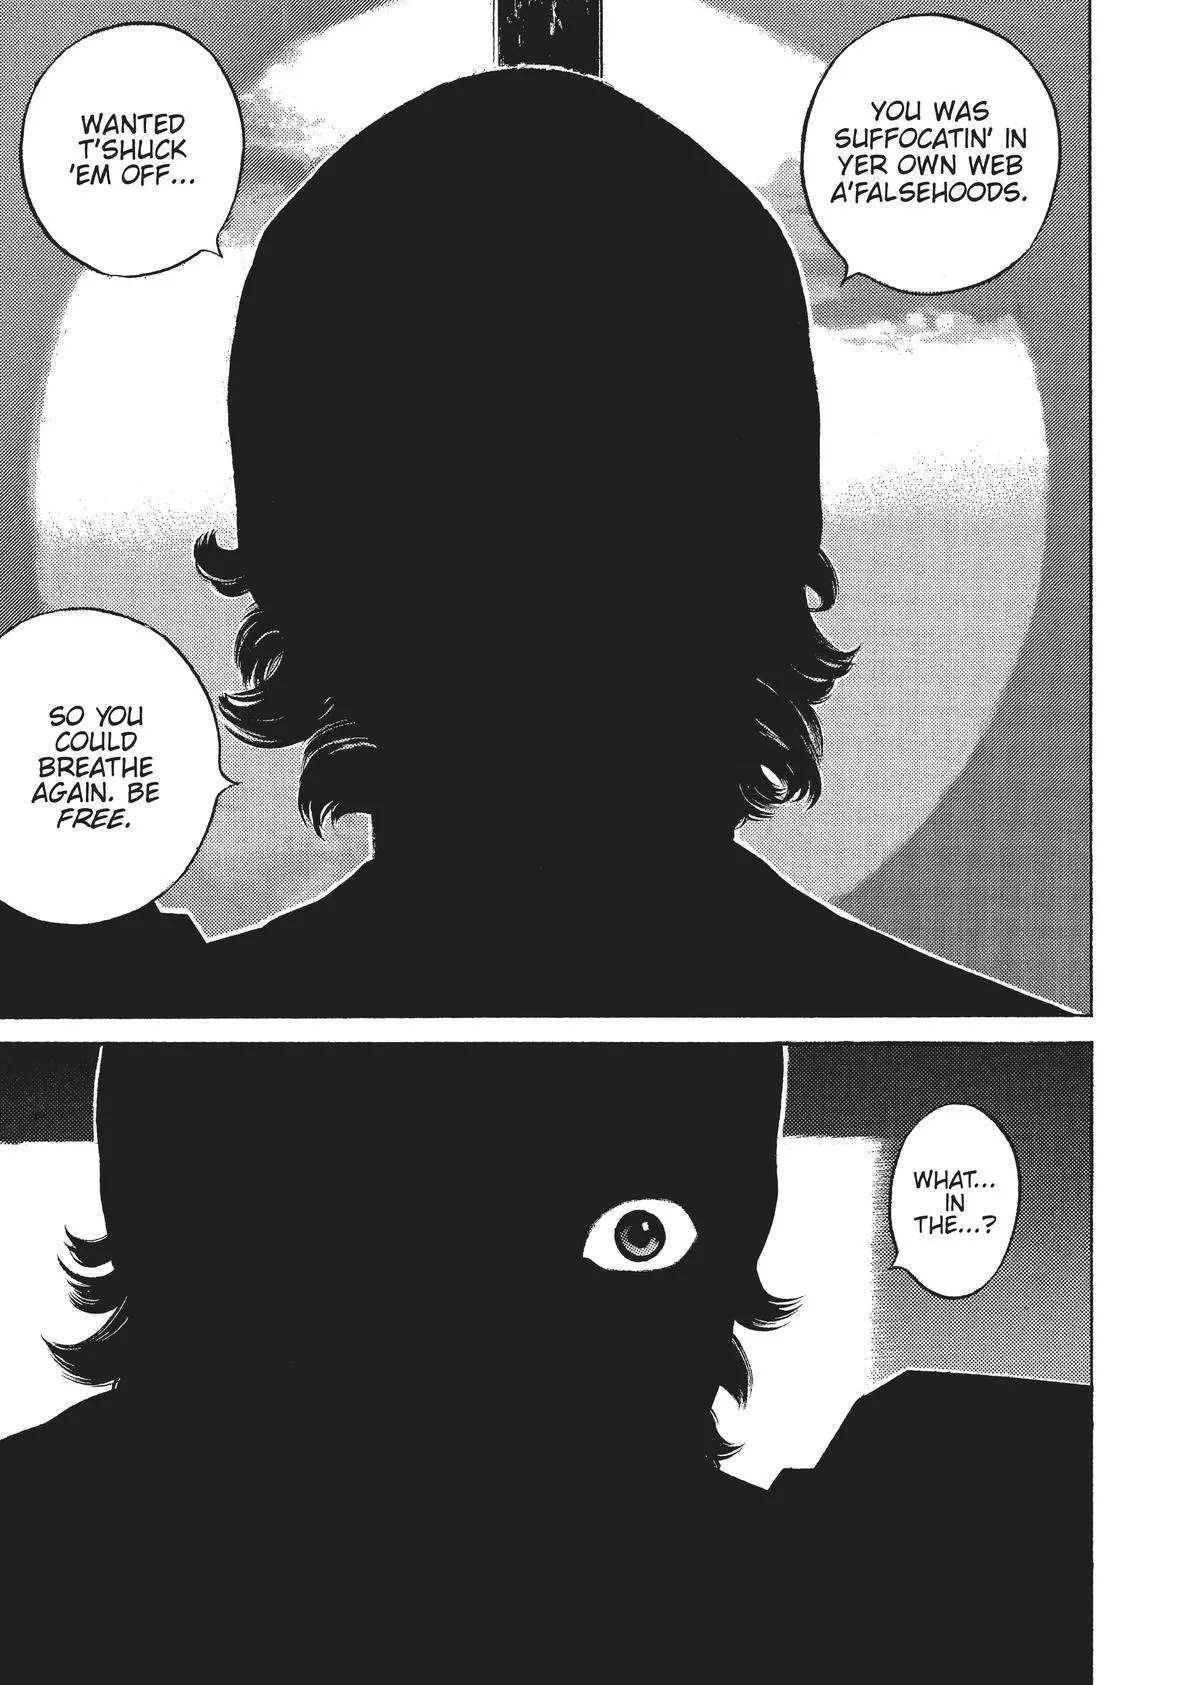 YOU WAS
SUFFOCATIN' IN
YER OWN WEB
A'FALSEHOODS.
WANTED
T'SHUCK
'EM OFF...
SO YOU
COULD
BREATHE
AGAIN. BE
FREE.
WHAT...
IN
THE...?